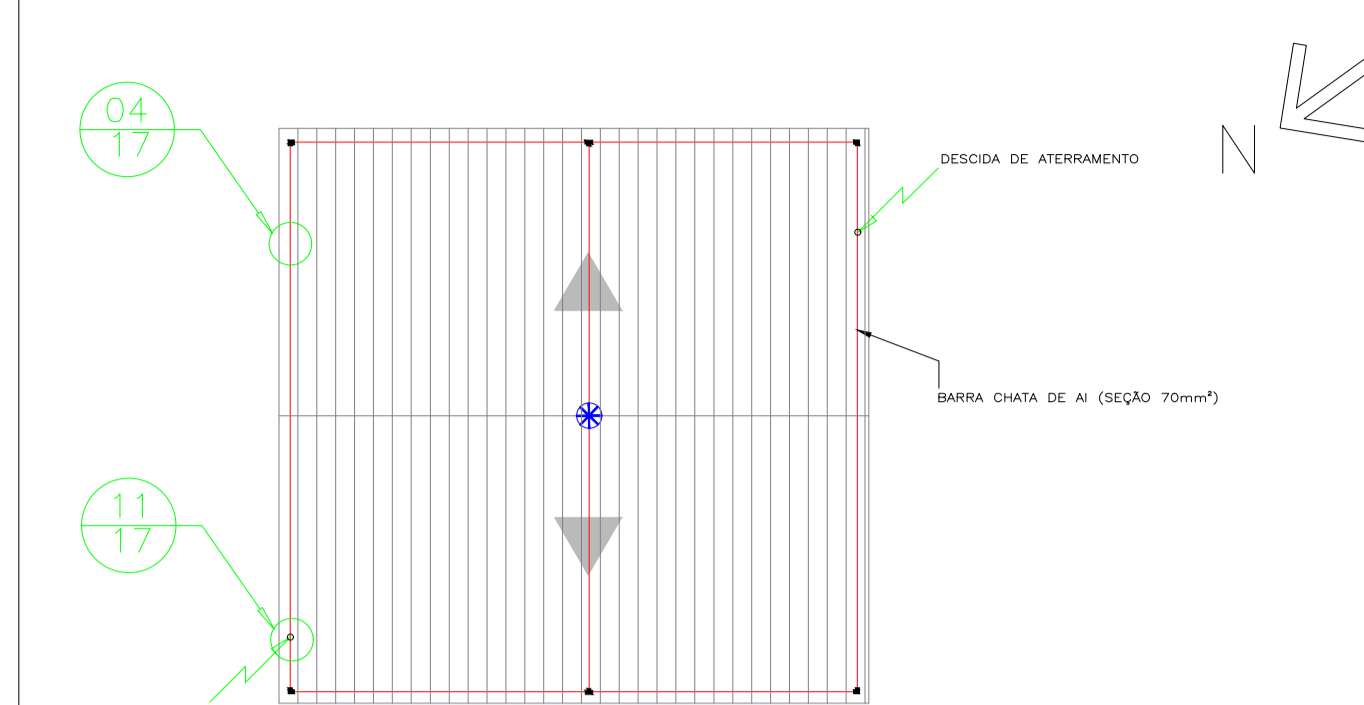 04
17
DESCIDA DE ATERRAMENTO
N
BARRA CHATA DE Al (SEÇÃO 70mm²)
11
17